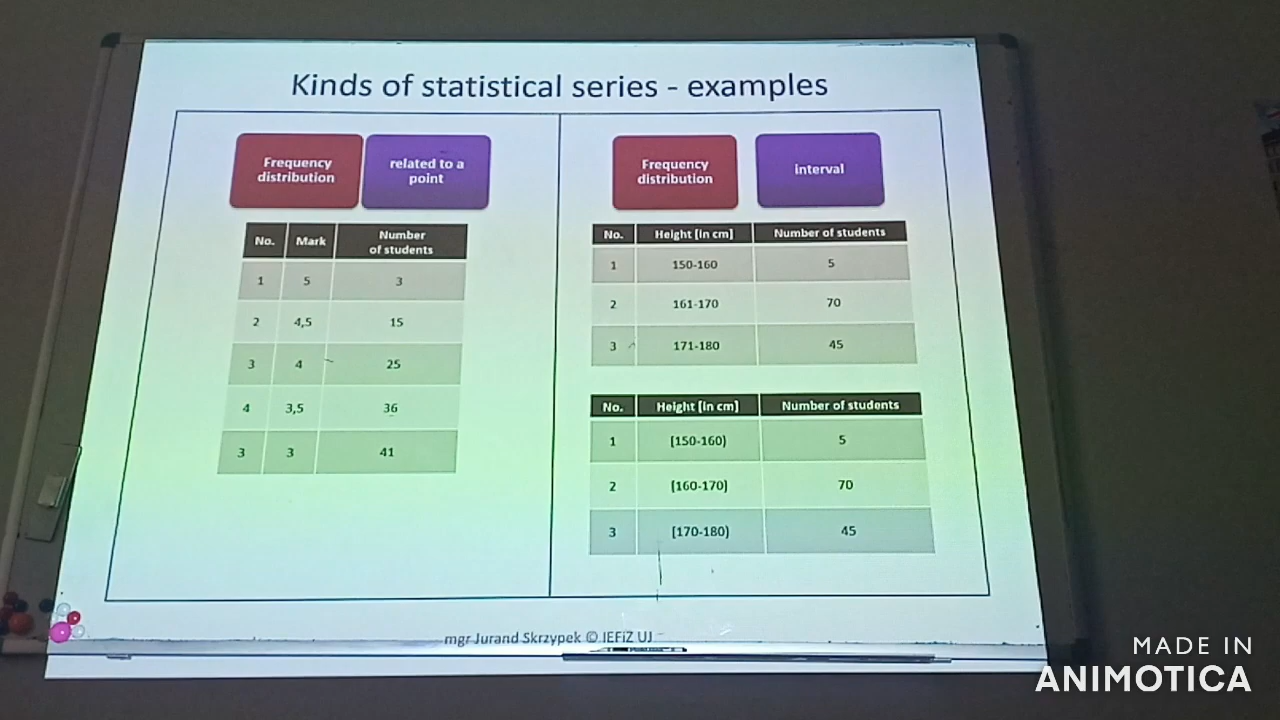 Kinds of statistical series - examples
Frequency
distribution
related to a
point
No. Mark Number
of students
1 5 3
2 4,5 15
3 4 25
4 3,5 36
3 3 41
Frequency
distribution
interval
No. Height [in cm] Number of students
1 150-160 5
2 161-170 70
3 171-180 45
No. Height [in cm] Number of students
1 [150-160) 5
2 [160-170) 70
3 [170-180) 45
mgr Jurand Skrzypek © IEFiZ UJ
MADE IN
ANIMOTICA